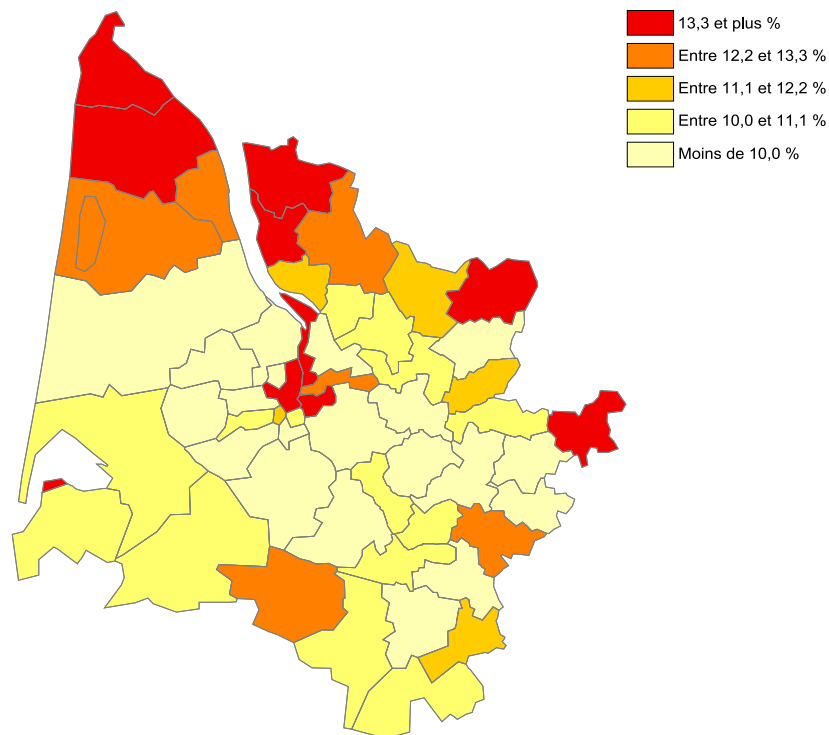 13,3 et plus %
Entre 12,2 et 13,3 %
Entre 11,1 et 12,2 %
Entre 10,0 et 11,1 %
Moins de 10,0 %